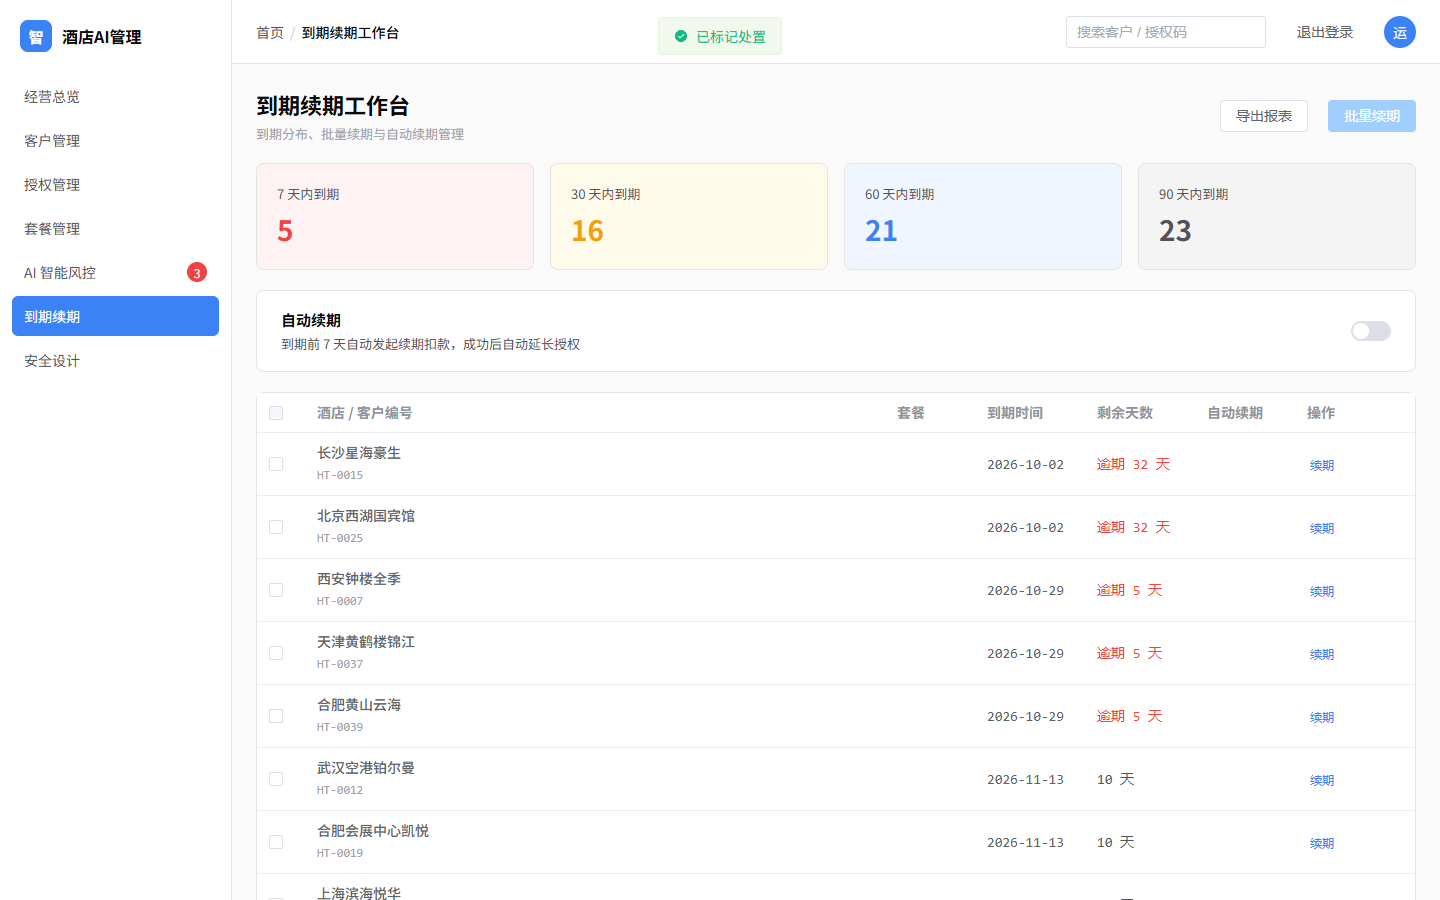 智 酒店AI管理
经营总览
客户管理
授权管理
套餐管理
AI 智能风控 3
到期续期
安全设计
首页 / 到期续期工作台
已标记处置
搜索客户 / 授权码
退出登录
运
到期续期工作台
到期分布、批量续期与自动续期管理
导出报表
批量续期
7 天内到期
5
30 天内到期
16
60 天内到期
21
90 天内到期
23
自动续期
到期前 7 天自动发起续期扣款，成功后自动延长授权
酒店 / 客户编号 套餐 到期时间 剩余天数 自动续期 操作
长沙星海豪生
HT-0015
2026-10-02 逾期 32 天 续期
北京西湖国宾馆
HT-0025
2026-10-02 逾期 32 天 续期
西安钟楼全季
HT-0007
2026-10-29 逾期 5 天 续期
天津黄鹤楼锦江
HT-0037
2026-10-29 逾期 5 天 续期
合肥黄山云海
HT-0039
2026-10-29 逾期 5 天 续期
武汉空港铂尔曼
HT-0012
2026-11-13 10 天 续期
合肥会展中心凯悦
HT-0019
2026-11-13 10 天 续期
上海滨海悦华